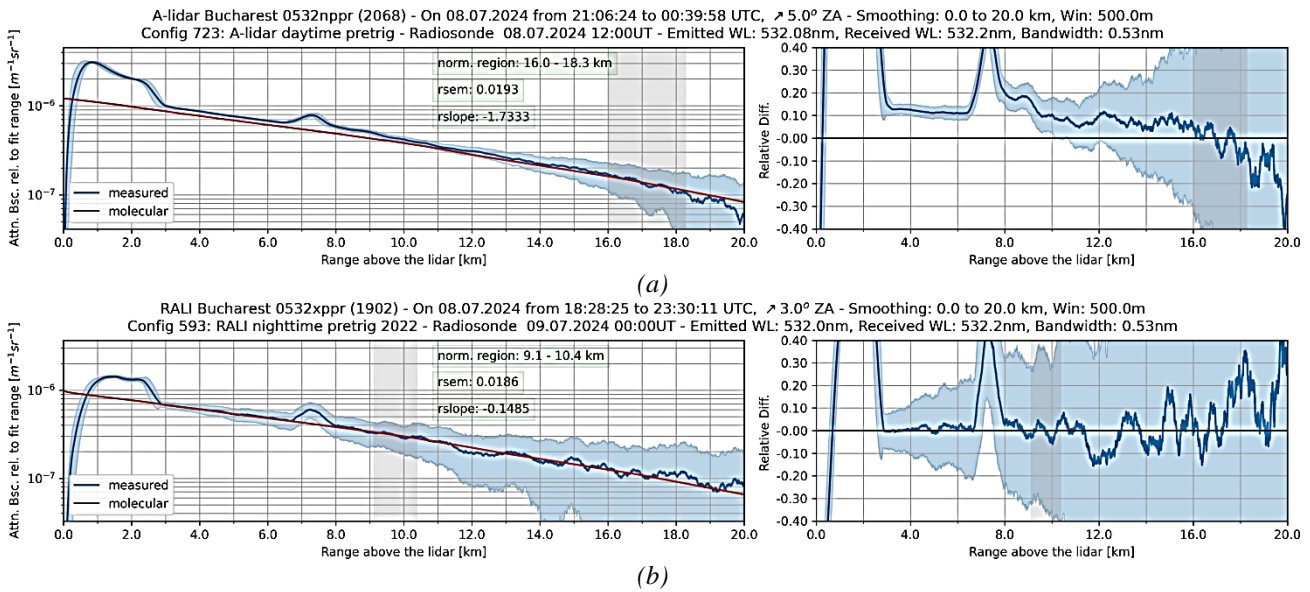 A-lidar Bucharest 0532nppr (2068) - On 08.07.2024 from 21:06:24 to 00:39:58 UTC, ↗5.0° ZA - Smoothing: 0.0 to 20.0 km, Win: 500.0m
Config 723: A-lidar daytime pretrig - Radiosonde 08.07.2024 12:00UT - Emitted WL: 532.08nm, Received WL: 532.2nm, Bandwidth: 0.53nm
Attn. Bsc. rel. to fit range [m⁻¹sr⁻¹]
10⁻⁶
10⁻⁷
norm. region: 16.0 - 18.3 km
rsem: 0.0193
rslope: -1.7333
measured
molecular
0.0 2.0 4.0 6.0 8.0 10.0 12.0 14.0 16.0 18.0 20.0
Range above the lidar [km]
Relative Diff.
0.40
0.30
0.20
0.10
-0.00
-0.10
-0.20
-0.30
-0.40
0.0 4.0 8.0 12.0 16.0 20.0
Range above the lidar [km]
(a)
RALI Bucharest 0532xppr (1902) - On 08.07.2024 from 18:28:25 to 23:30:11 UTC, ↗3.0° ZA - Smoothing: 0.0 to 20.0 km, Win: 500.0m
Config 593: RALI nighttime pretrig 2022 - Radiosonde 09.07.2024 00:00UT - Emitted WL: 532.0nm, Received WL: 532.2nm, Bandwidth: 0.53nm
Attn. Bsc. rel. to fit range [m⁻¹sr⁻¹]
10⁻⁶
10⁻⁷
norm. region: 9.1 - 10.4 km
rsem: 0.0186
rslope: -0.1485
measured
molecular
0.0 2.0 4.0 6.0 8.0 10.0 12.0 14.0 16.0 18.0 20.0
Range above the lidar [km]
Relative Diff.
0.40
0.30
0.20
0.10
-0.00
-0.10
-0.20
-0.30
-0.40
0.0 4.0 8.0 12.0 16.0 20.0
Range above the lidar [km]
(b)